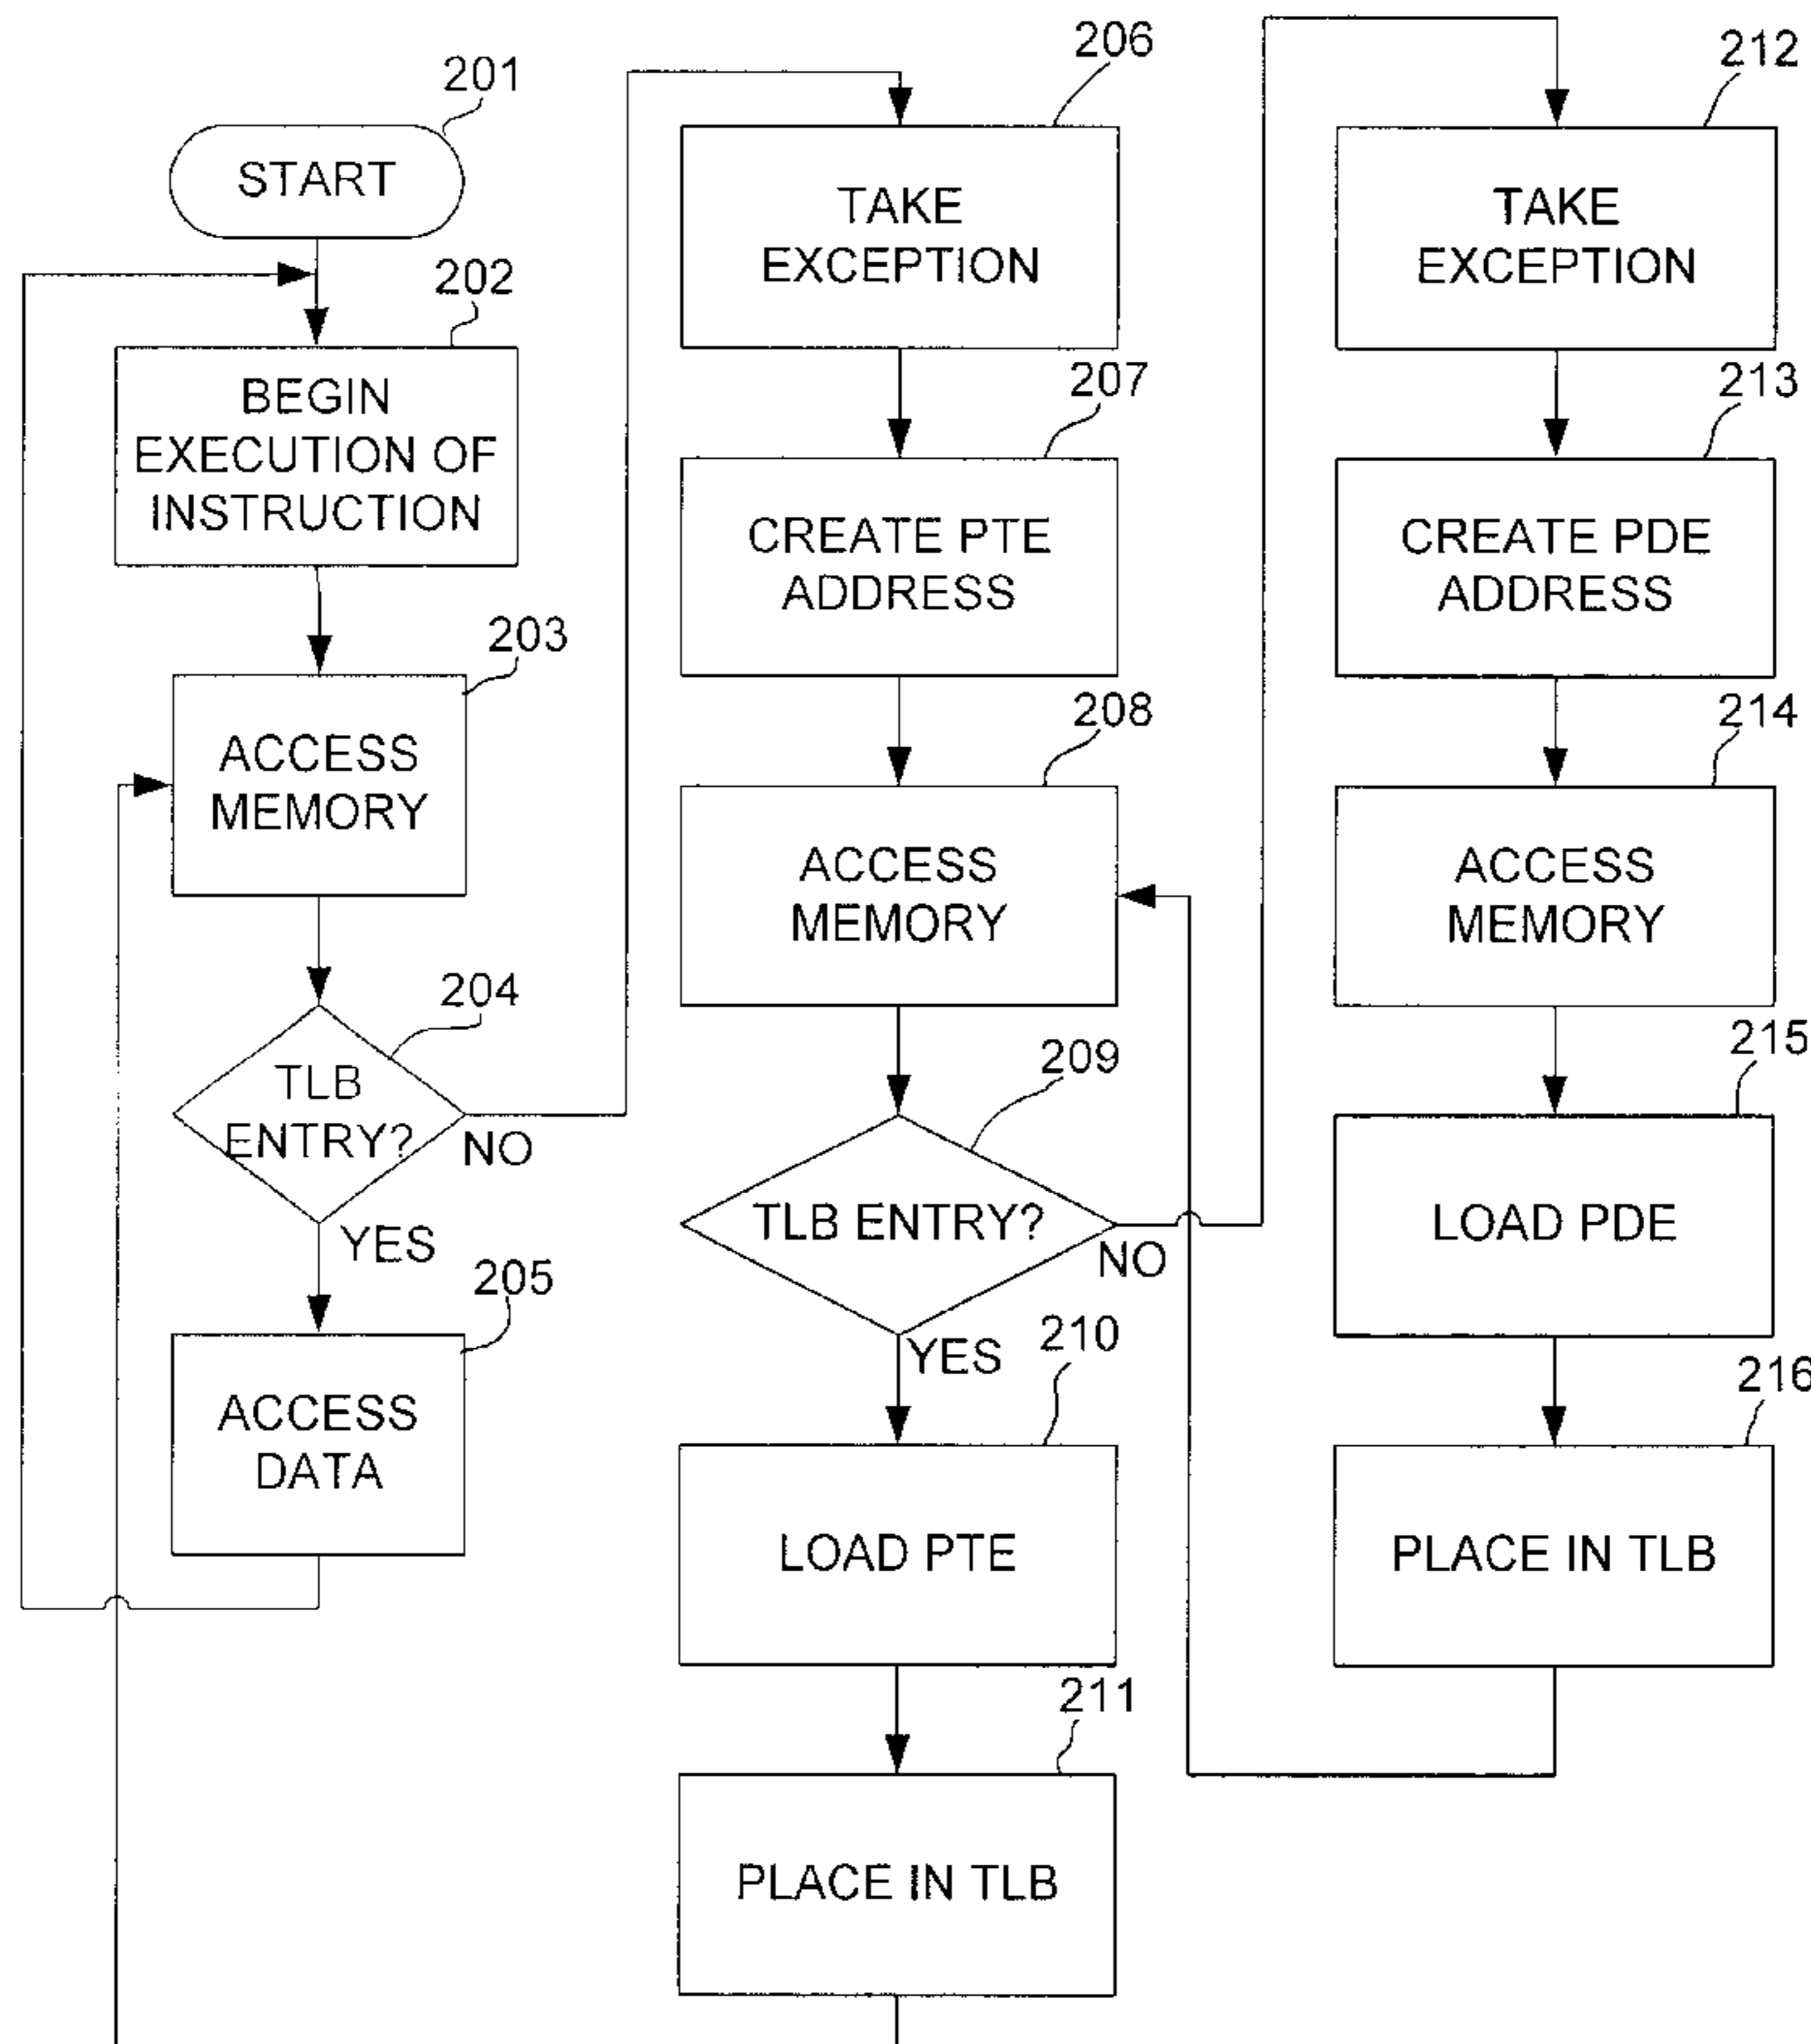 201
START
202
BEGIN
EXECUTION OF
INSTRUCTION
203
ACCESS
MEMORY
204
TLB
ENTRY?
NO
YES
205
ACCESS
DATA
206
TAKE
EXCEPTION
207
CREATE PTE
ADDRESS
208
ACCESS
MEMORY
209
TLB ENTRY?
NO
YES
210
LOAD PTE
211
PLACE IN TLB
212
TAKE
EXCEPTION
213
CREATE PDE
ADDRESS
214
ACCESS
MEMORY
215
LOAD PDE
216
PLACE IN TLB